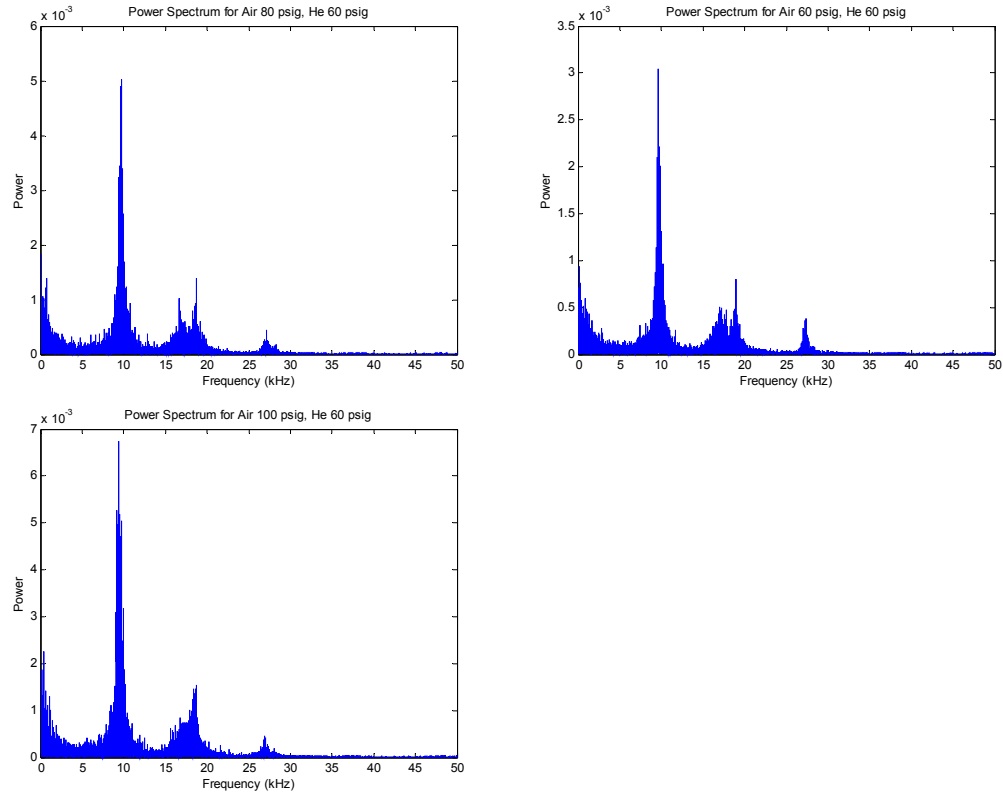 Power Spectrum for Air 80 psig, He 60 psig
x 10-3
6
5
4
3
2
1
0
Power
0 5 10 15 20 25 30 35 40 45 50
Frequency (kHz)
Power Spectrum for Air 60 psig, He 60 psig
x 10-3
3.5
3
2.5
2
1.5
1
0.5
0
Power
0 5 10 15 20 25 30 35 40 45 50
Frequency (kHz)
Power Spectrum for Air 100 psig, He 60 psig
x 10-3
7
6
5
4
3
2
1
0
Power
0 5 10 15 20 25 30 35 40 45 50
Frequency (kHz)